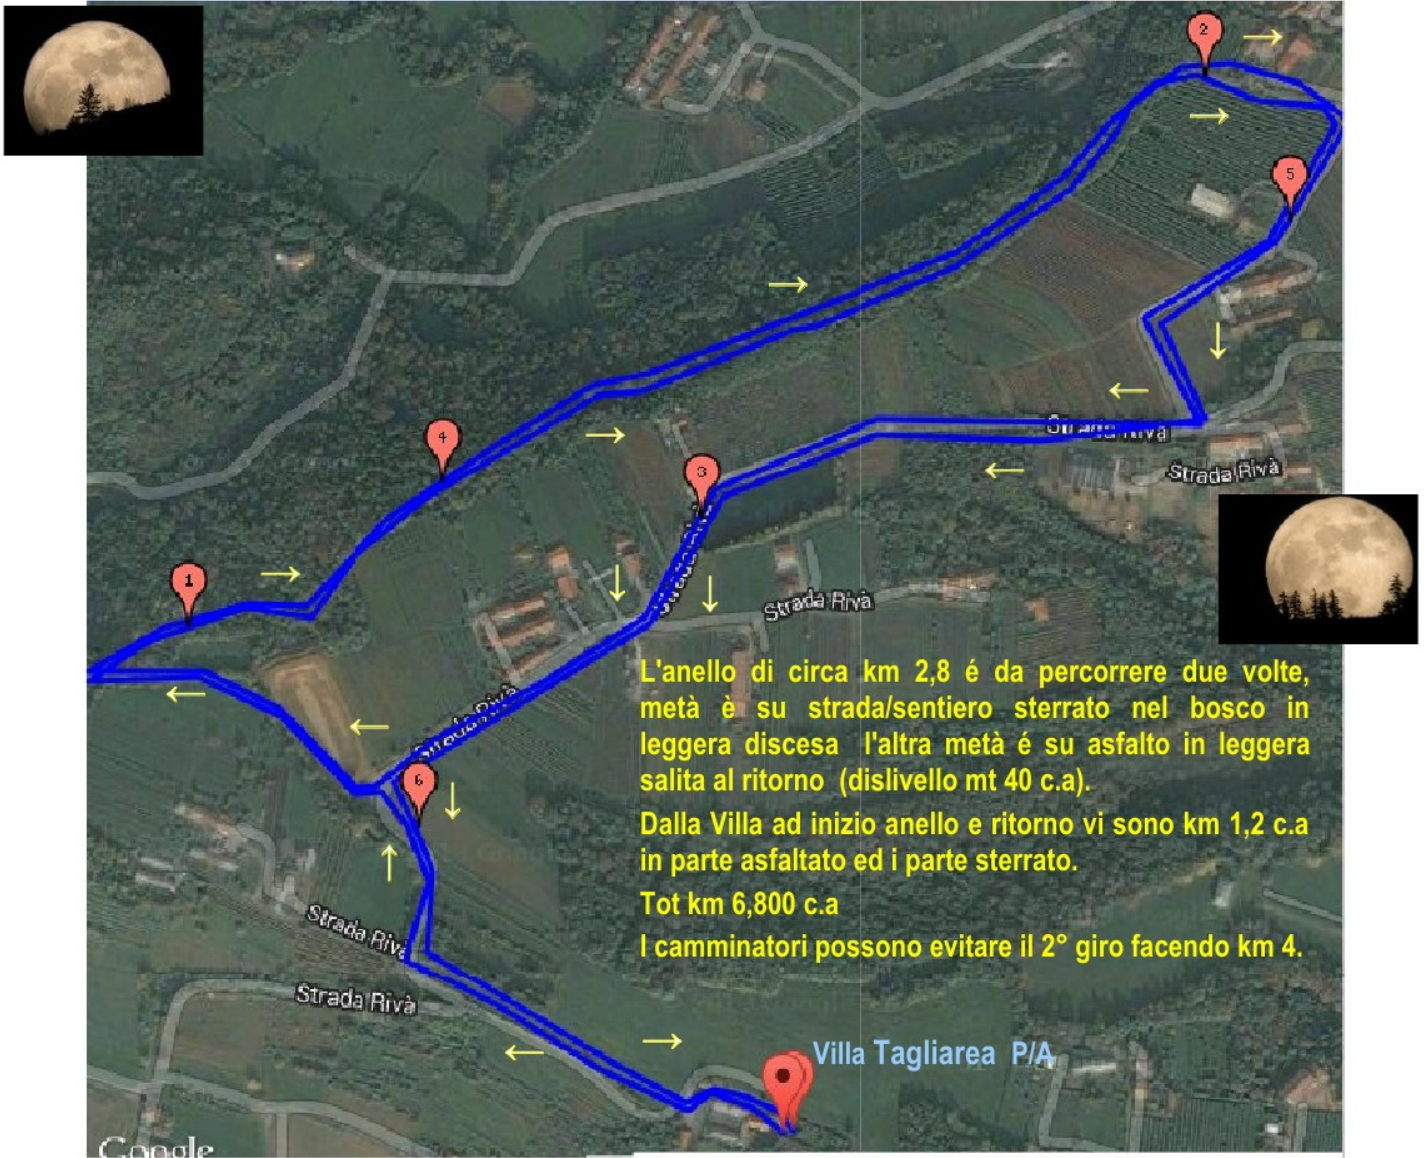 2
5
4
3
1
Strada Rivà
Strada Rivà
Strada Rivà
Strada Rivà
Strada Rivà
6
L'anello di circa km 2,8 é da percorrere due volte,
metà è su strada/sentiero sterrato nel bosco in
leggera discesa l'altra metà é su asfalto in leggera
salita al ritorno (dislivello mt 40 c.a).
Dalla Villa ad inizio anello e ritorno vi sono km 1,2 c.a
in parte asfaltato ed i parte sterrato.
Tot km 6,800 c.a
I camminatori possono evitare il 2° giro facendo km 4.
Strada Rivà
Strada Rivà
Villa Tagliarea P/A
Google